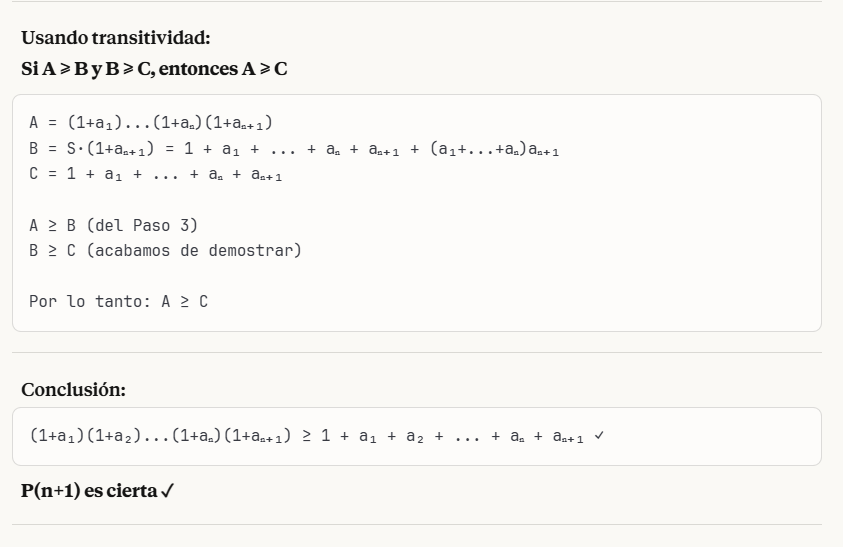 Usando transitividad:
Si A ⩾ B y B ⩾ C, entonces A ⩾ C
A = (1+a₁)...(1+aₙ)(1+aₙ₊₁)
B = S·(1+aₙ₊₁) = 1 + a₁ + ... + aₙ + aₙ₊₁ + (a₁+...+aₙ)aₙ₊₁
C = 1 + a₁ + ... + aₙ + aₙ₊₁
A ≥ B (del Paso 3)
B ≥ C (acabamos de demostrar)
Por lo tanto: A ≥ C
Conclusión:
(1+a₁)(1+a₂)...(1+aₙ)(1+aₙ₊₁) ≥ 1 + a₁ + a₂ + ... + aₙ + aₙ₊₁ ✓
P(n+1) es cierta ✓